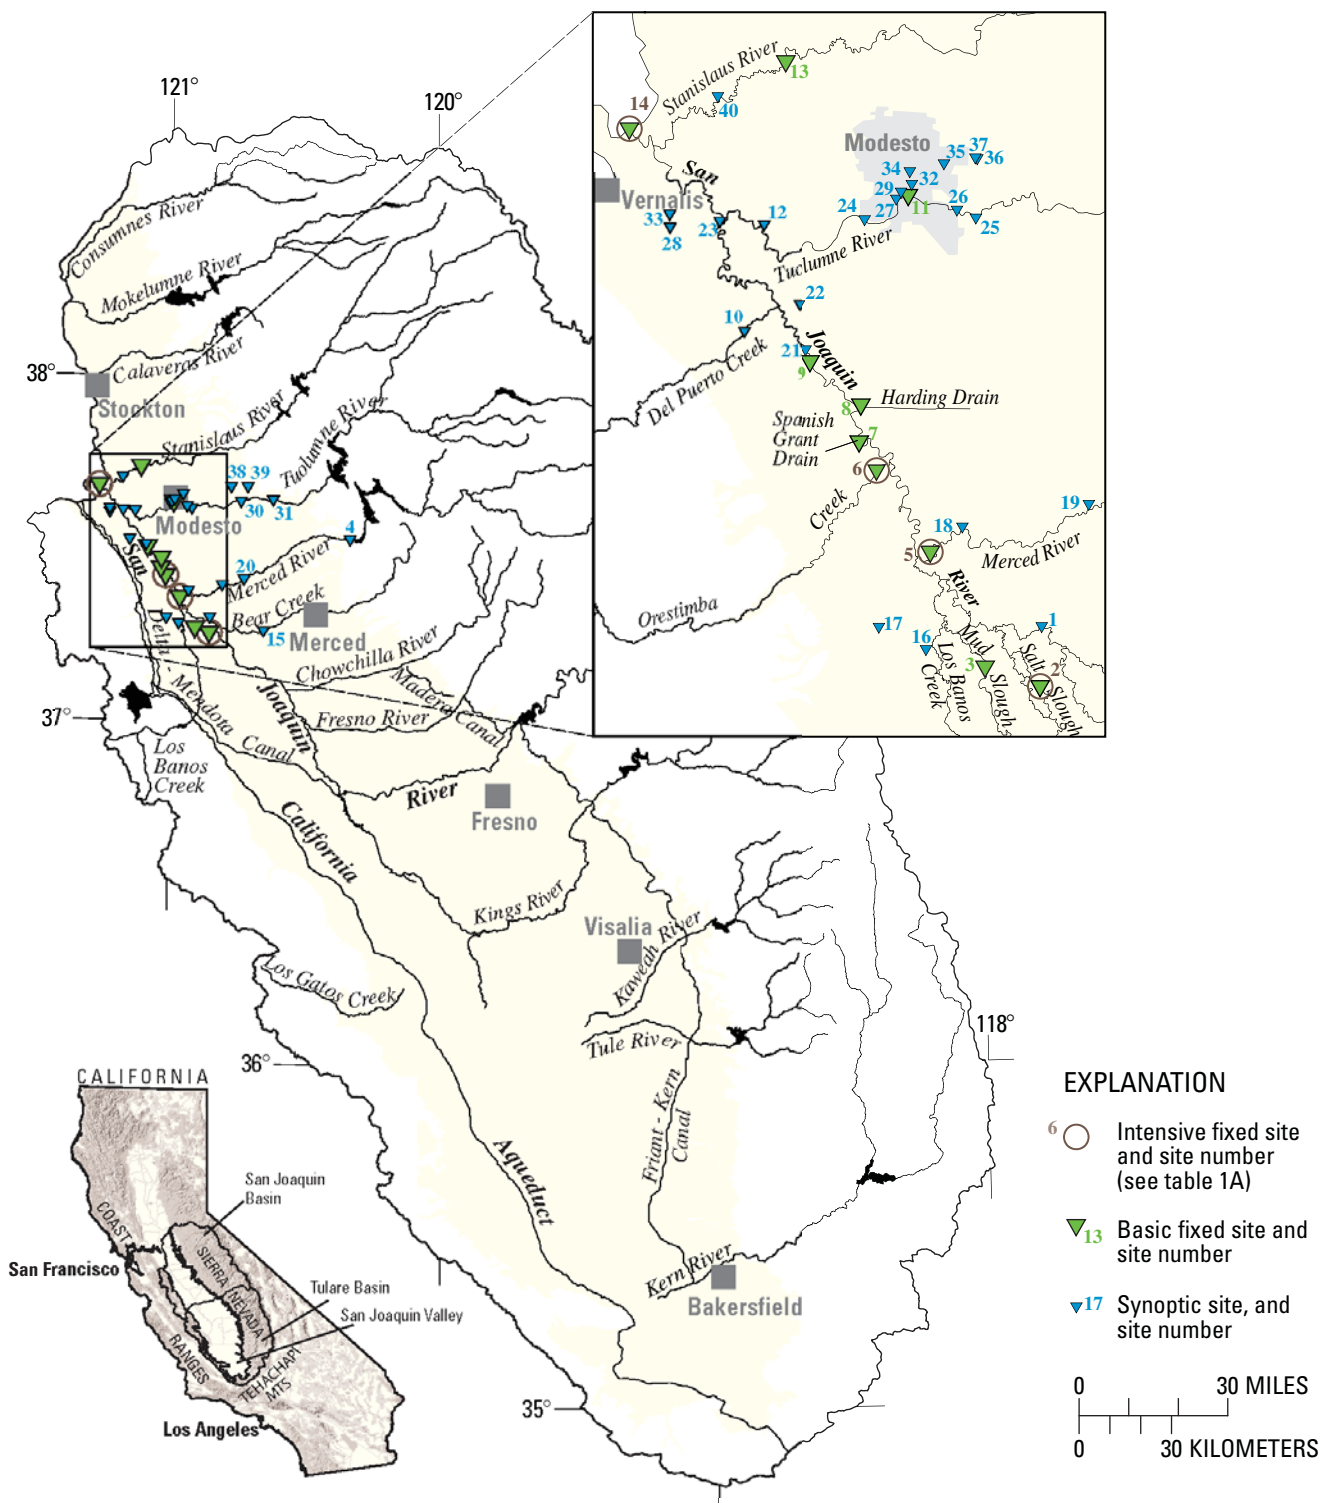 121°
120°
Consumnes River
Mokelumne River
38°
Calaveras River
Stockton
Stanislaus River
Tuolumne River
38
39
30
31
Modesto
4
San
20
Merced River
Bear Creek
15
Merced
Chowchilla River
Delta - Mendota Canal
Madera Canal
37°
Joaquin
Fresno River
Los
Banos
Creek
River
Fresno
California
Kings River
Visalia
Kaweah River
Los Gatos Creek
Tule River
36°
118°
Friant - Kern
Canal
Aqueduct
Kern River
Bakersfield
35°
Stanislaus River
13
40
14
San
Modesto
37
35
36
34
32
29
27
11
26
25
24
Vernalis
33
28
23
12
Tuclumne River
22
10
21
Joaquin
Del Puerto Creek
9
8
Harding Drain
Spanish
Grant
Drain
7
6
Creek
Orestimba
19
18
5
Merced River
River
17
16
1
Mud
Slough
3
Salt
Slough
2
Los Banos
Creek
CALIFORNIA
San Joaquin
Basin
COAST
RANGES
SIERRA NEVADA
San Francisco
Tulare Basin
San Joaquin Valley
TEHACHAPI
MTS
Los Angeles
EXPLANATION
6
Intensive fixed site
and site number
(see table 1A)
13
Basic fixed site and
site number
17
Synoptic site, and
site number
0 30 MILES
0 30 KILOMETERS